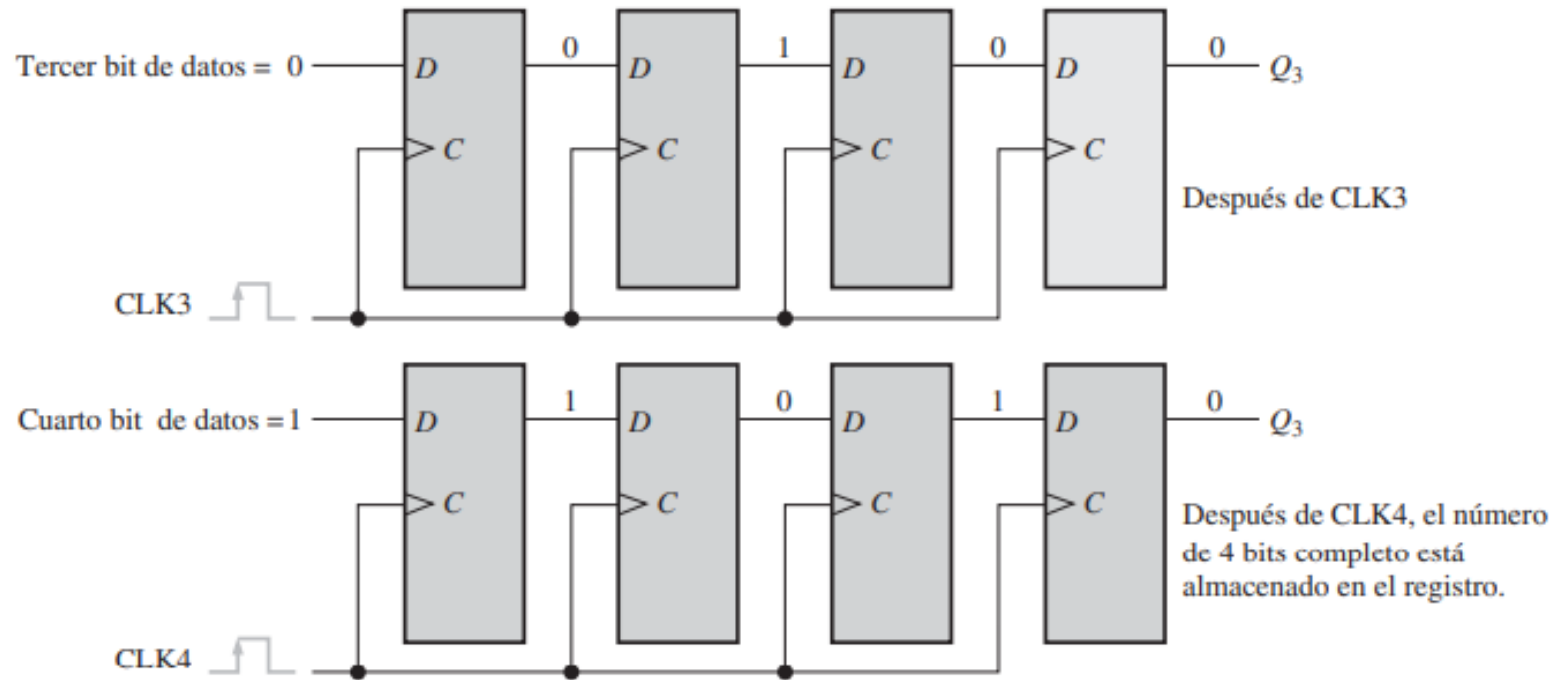 0 1 0 0
Tercer bit de datos = 0 D D D D Q3
C C C C
Después de CLK3
CLK3
1 0 1 0
Cuarto bit de datos = 1 D D D D Q3
C C C C
Después de CLK4, el número
de 4 bits completo está
almacenado en el registro.
CLK4